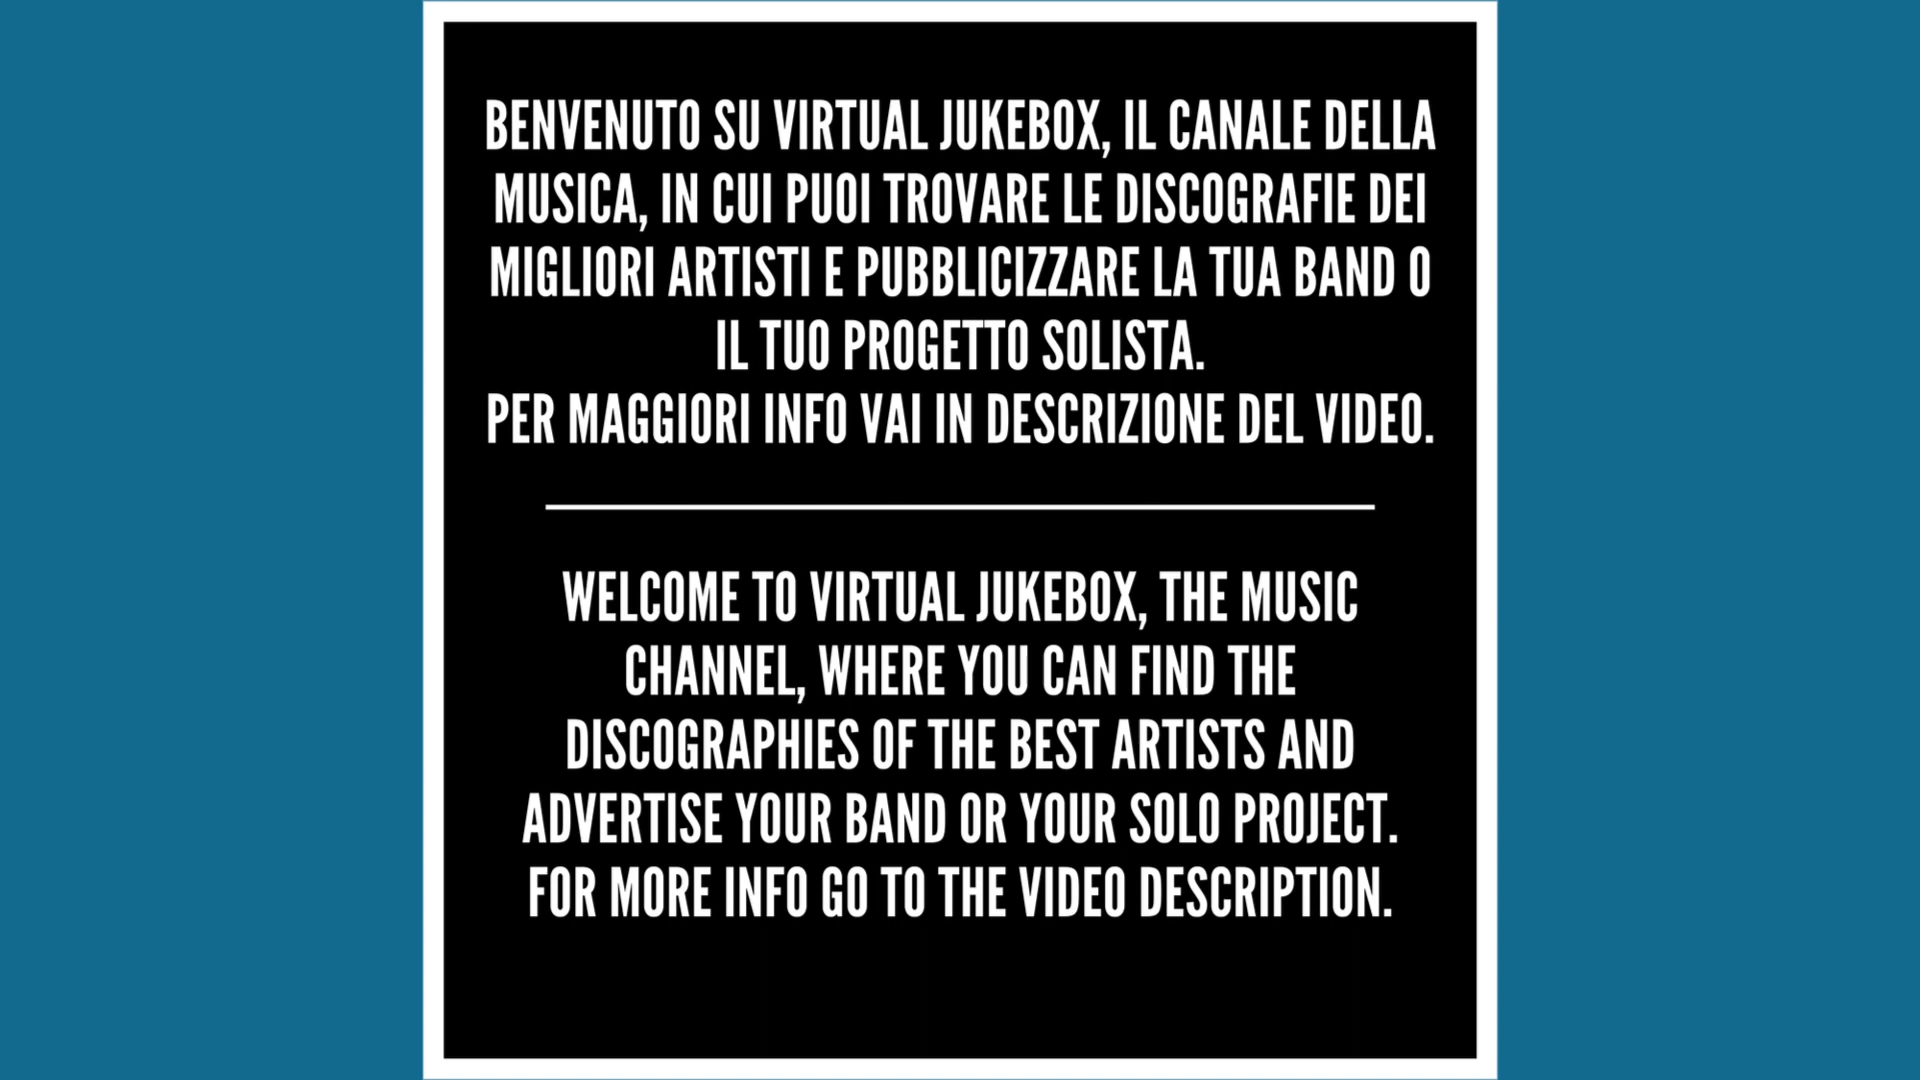 BENVENUTO SU VIRTUAL JUKEBOX, IL CANALE DELLA
MUSICA, IN CUI PUOI TROVARE LE DISCOGRAFIE DEI
MIGLIORI ARTISTI E PUBBLICIZZARE LA TUA BAND O
IL TUO PROGETTO SOLISTA.
PER MAGGIORI INFO VAI IN DESCRIZIONE DEL VIDEO.
WELCOME TO VIRTUAL JUKEBOX, THE MUSIC
CHANNEL, WHERE YOU CAN FIND THE
DISCOGRAPHIES OF THE BEST ARTISTS AND
ADVERTISE YOUR BAND OR YOUR SOLO PROJECT.
FOR MORE INFO GO TO THE VIDEO DESCRIPTION.